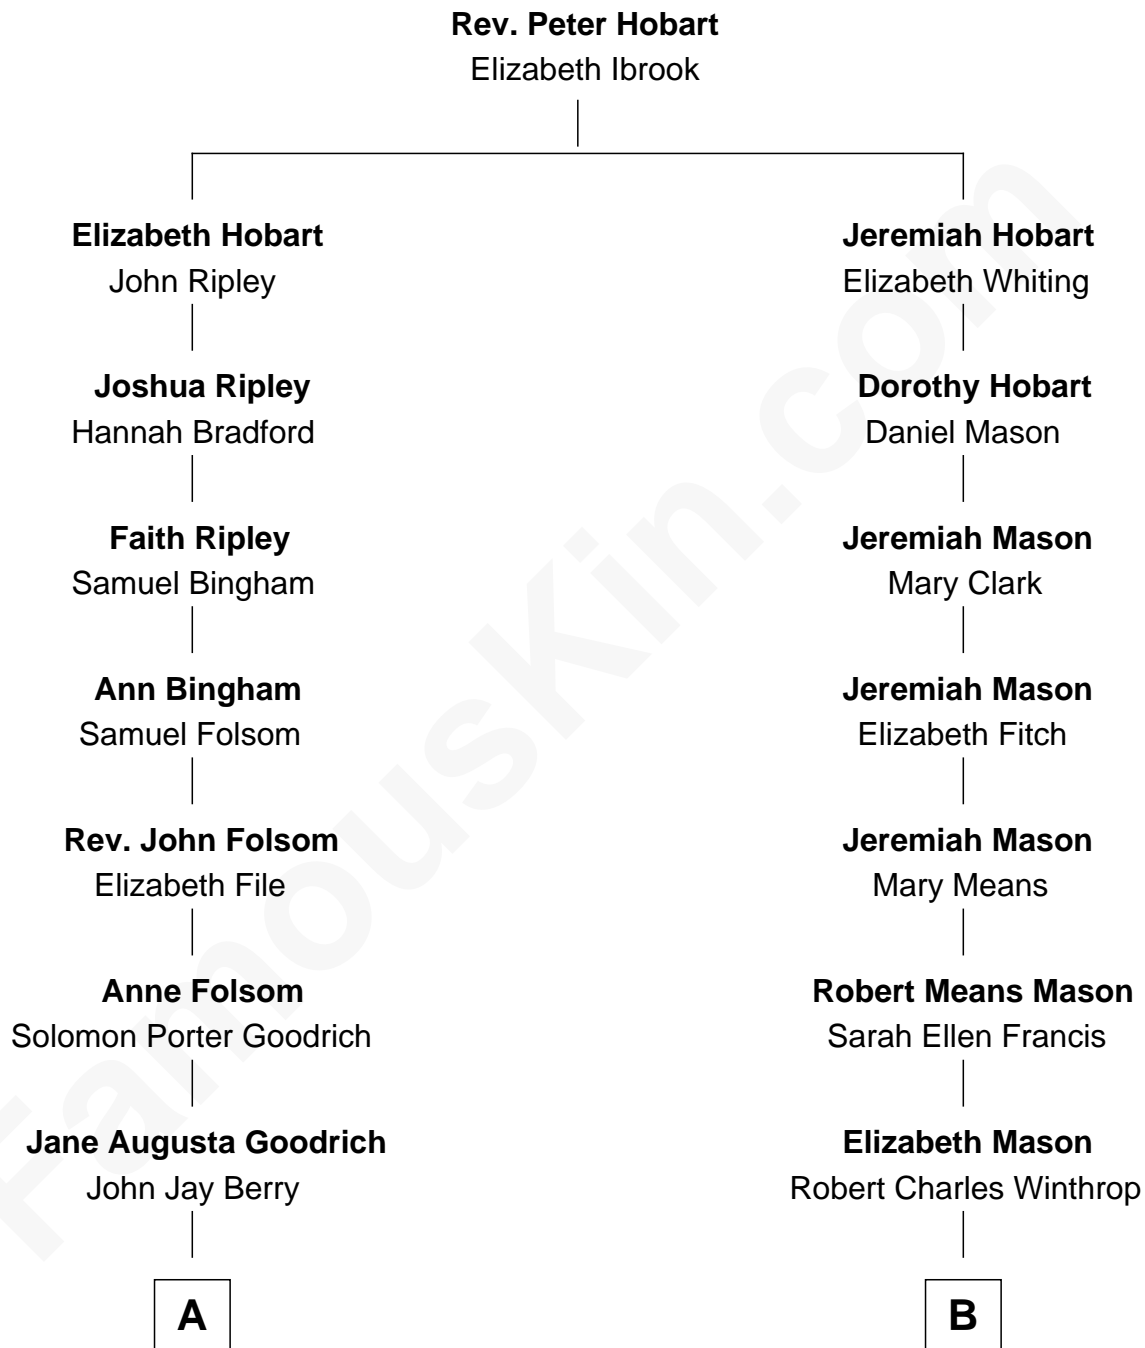 Rev. Peter Hobart
Elizabeth Ibrook
Elizabeth Hobart
John Ripley
Jeremiah Hobart
Elizabeth Whiting
Joshua Ripley
Hannah Bradford
Dorothy Hobart
Daniel Mason
Faith Ripley
Samuel Bingham
Jeremiah Mason
Mary Clark
Ann Bingham
Samuel Folsom
Jeremiah Mason
Elizabeth Fitch
Rev. John Folsom
Elizabeth File
Jeremiah Mason
Mary Means
Anne Folsom
Solomon Porter Goodrich
Robert Means Mason
Sarah Ellen Francis
Jane Augusta Goodrich
John Jay Berry
Elizabeth Mason
Robert Charles Winthrop
A
B
FamousKin.com